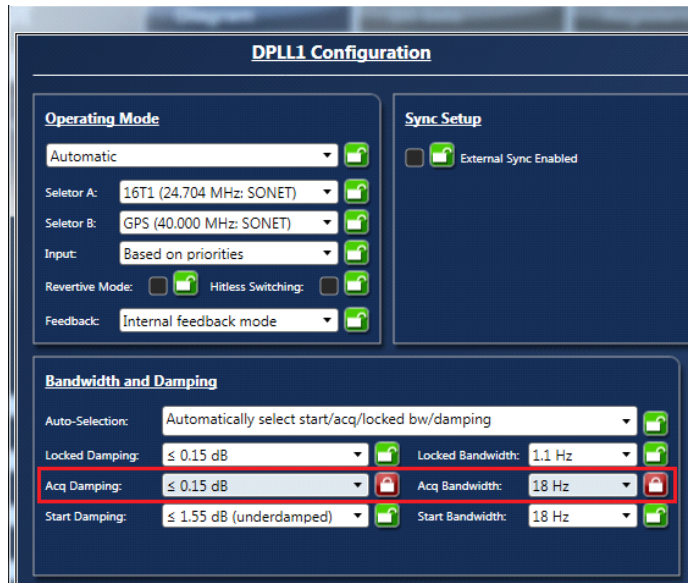 Diagram
DPLL1 Configuration
Operating Mode
Automatic
Seletor A: 16T1 (24.704 MHz: SONET)
Seletor B: GPS (40.000 MHz: SONET)
Input: Based on priorities
Revertive Mode: Hitless Switching:
Feedback: Internal feedback mode
Sync Setup
External Sync Enabled
Bandwidth and Damping
Auto-Selection: Automatically select start/acq/locked bw/damping
Locked Damping: ≤ 0.15 dB Locked Bandwidth: 1.1 Hz
Acq Damping: ≤ 0.15 dB Acq Bandwidth: 18 Hz
Start Damping: ≤ 1.55 dB (underdamped) Start Bandwidth: 18 Hz